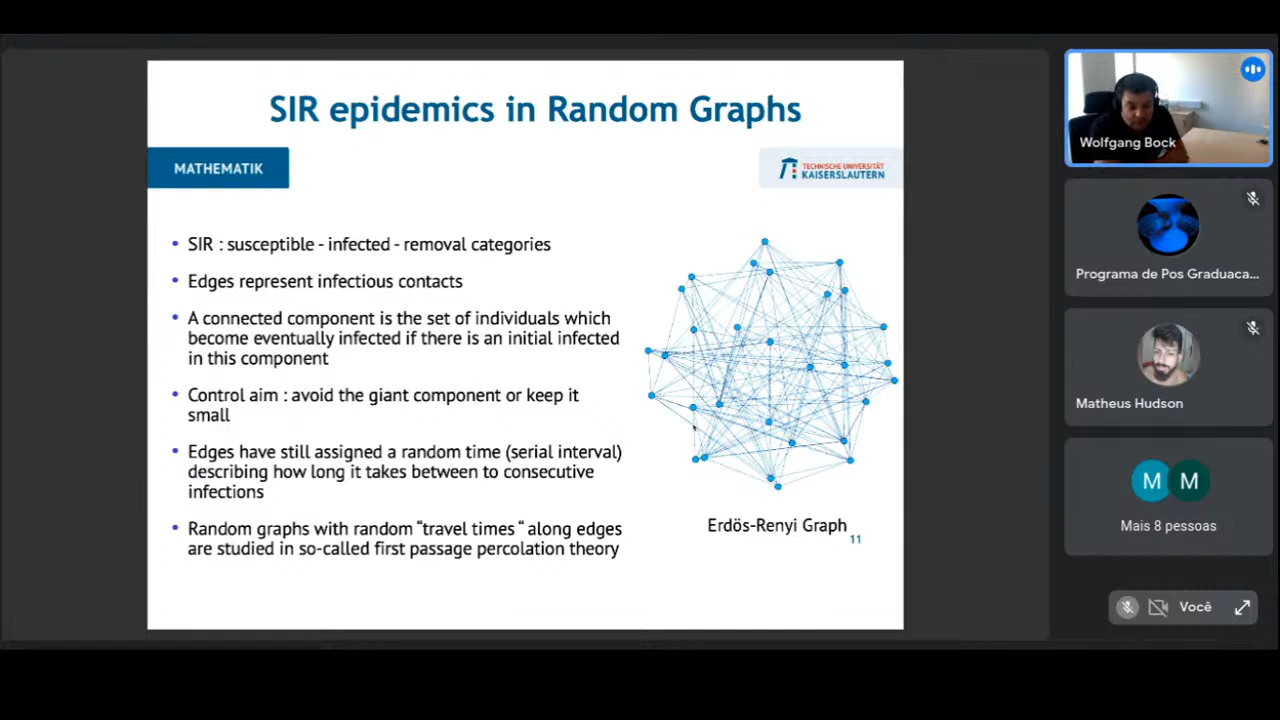 SIR epidemics in Random Graphs
MATHEMATIK
TECHNISCHE UNIVERSITÄT
KAISERSLAUTERN
• SIR : susceptible - infected - removal categories
• Edges represent infectious contacts
• A connected component is the set of individuals which
become eventually infected if there is an initial infected
in this component
• Control aim : avoid the giant component or keep it
small
• Edges have still assigned a random time (serial interval)
describing how long it takes between to consecutive
infections
• Random graphs with random “travel times “ along edges
are studied in so-called first passage percolation theory
Erdös-Renyi Graph
11
Wolfgang Bock
Programa de Pos Graduaca...
Matheus Hudson
M M
Mais 8 pessoas
Você